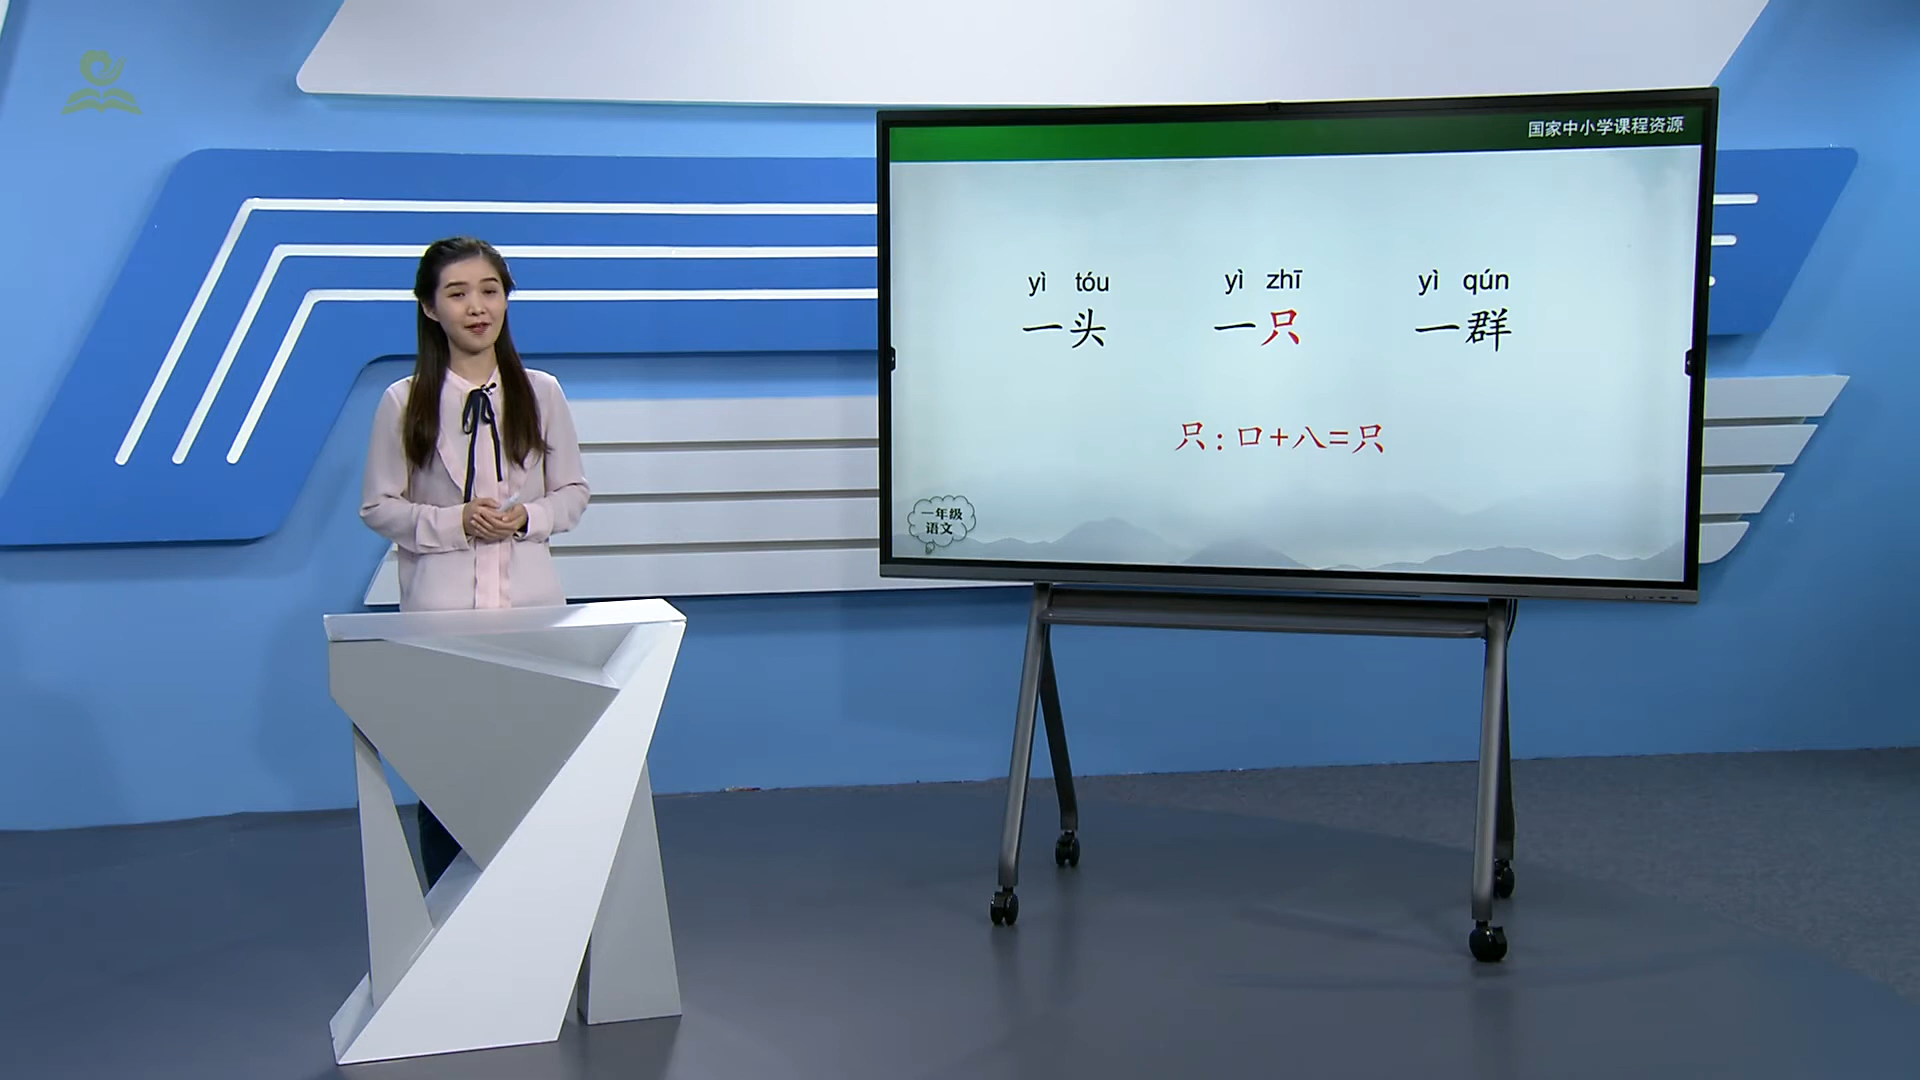 国家中小学课程资源
yì tóu yì zhī yì qún
一头 一只 一群
只:口+八=只
一年级
语文